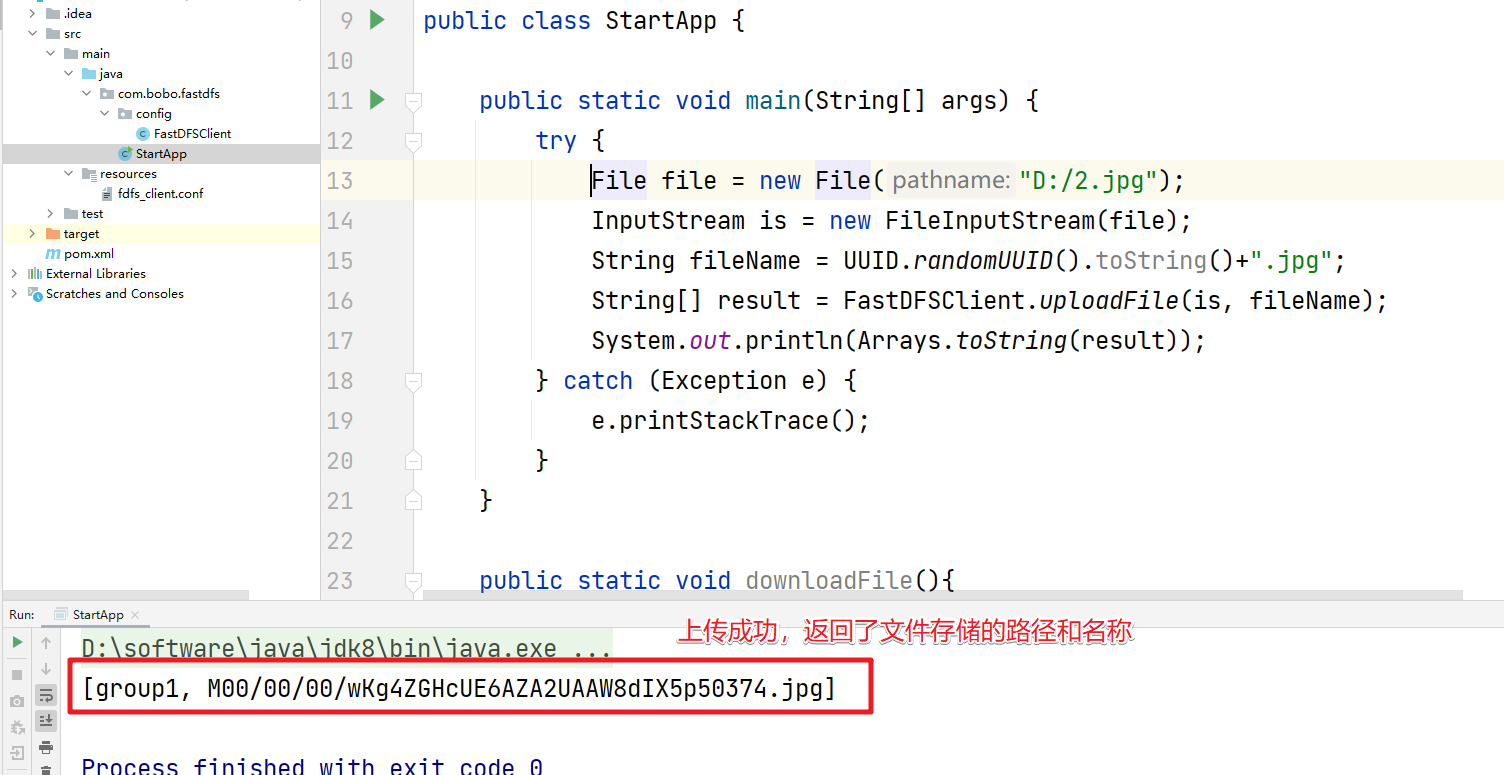 .idea
src
main
java
com.bobo.fastdfs
config
FastDFSClient
StartApp
resources
fdfs_client.conf
test
target
pom.xml
External Libraries
Scratches and Consoles
9 public class StartApp {
10
11 public static void main(String[] args) {
12 try {
13 File file = new File( pathname: "D:/2.jpg");
14 InputStream is = new FileInputStream(file);
15 String fileName = UUID.randomUUID().toString()+".jpg";
16 String[] result = FastDFSClient.uploadFile(is, fileName);
17 System.out.println(Arrays.toString(result));
18 } catch (Exception e) {
19 e.printStackTrace();
20 }
21 }
22
23 public static void downloadFile(){
Run: StartApp
上传成功，返回了文件存储的路径和名称
D:\software\java\jdk8\bin\java.exe ...
[group1, M00/00/00/wKg4ZGHcUE6AZA2UAAW8dIX5p50374.jpg]
Process finished with exit code 0